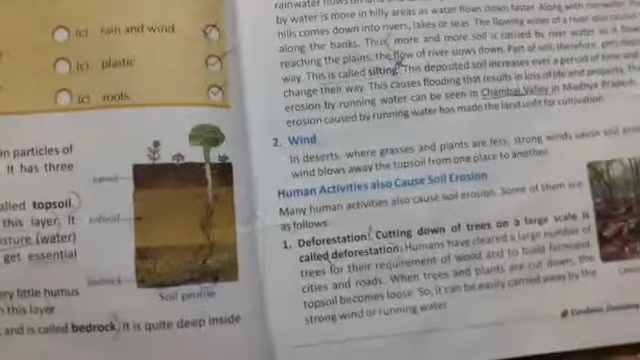 (c) rain and wind
(c) plastic
(c) roots
in particles of
It has three
alled topsoil.
this layer. It
isture (water)
get essential
ery little humus
this layer
and is called bedrock. It is quite deep inside
topsoil
subsoil
bedrock
Soil profile
rainwater flows
by water is more in hilly areas as water flows down faster. Along with
hills comes down into rivers, lakes or seas. The flowing water of a river also
along the banks. Thus, more and more soil is carried by river water as it
reaching the plains, the flow of river slows down. Part of soil, therefore, gets
way. This is called silting. This deposited soil increases over a period of time
change their way. This causes flooding that results in loss of life and property.
erosion by running water can be seen in Chambal Valley in Madhya Pradesh.
erosion caused by running water has made the land unfit for cultivation.
2. Wind
In deserts, where grasses and plants are less, strong winds cause soil
wind blows away the topsoil from one place to another.
Human Activities also Cause Soil Erosion
Many human activities also cause soil erosion. Some of them are
as follows
1. Deforestation: Cutting down of trees on a large scale is
called deforestation. Humans have cleared a large number of
trees for their requirement of wood and to build farmland,
cities and roads. When trees and plants are cut down, the
topsoil becomes loose. So, it can be easily carried away by the
strong wind or running water.